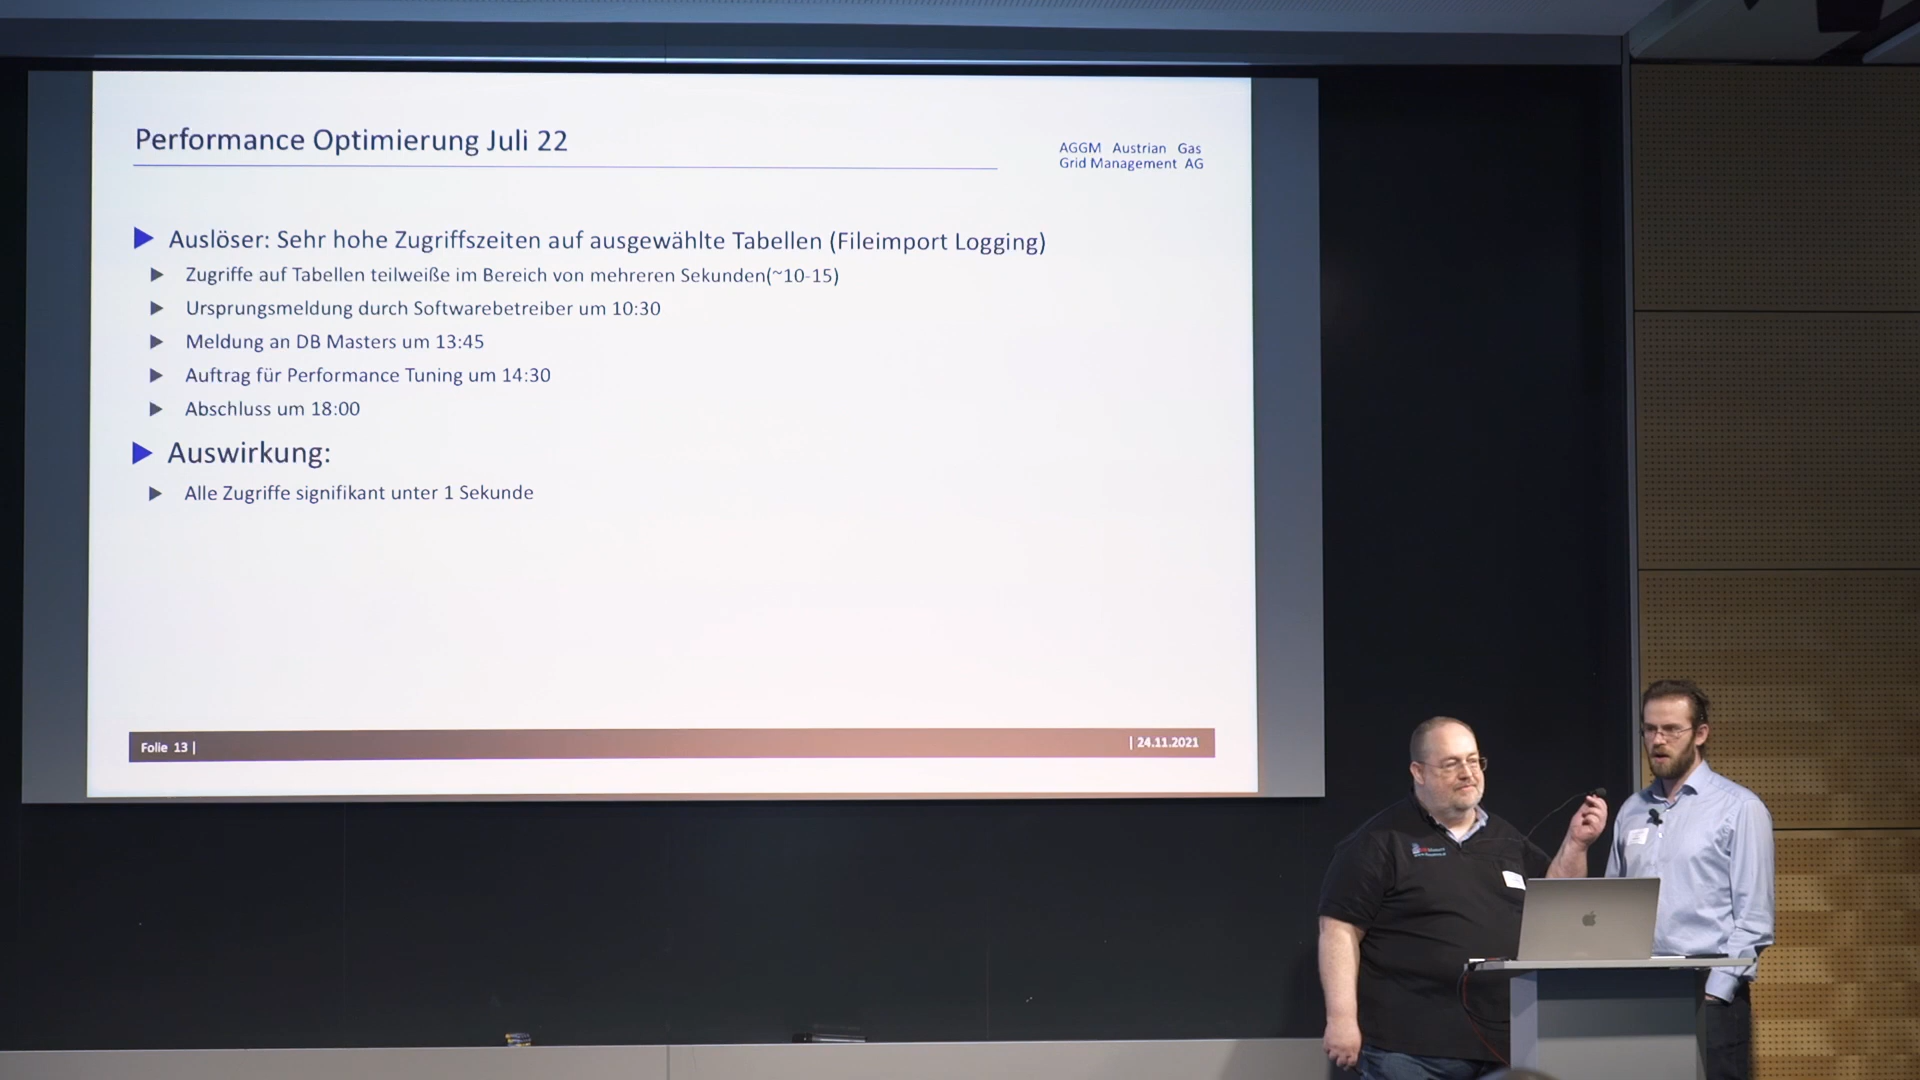 Performance Optimierung Juli 22
AGGM Austrian Gas
Grid Management AG
Auslöser: Sehr hohe Zugriffszeiten auf ausgewählte Tabellen (Fileimport Logging)
Zugriffe auf Tabellen teilweiße im Bereich von mehreren Sekunden(~10-15)
Ursprungsmeldung durch Softwarebetreiber um 10:30
Meldung an DB Masters um 13:45
Auftrag für Performance Tuning um 14:30
Abschluss um 18:00
Auswirkung:
Alle Zugriffe signifikant unter 1 Sekunde
Folie 13 |
| 24.11.2021